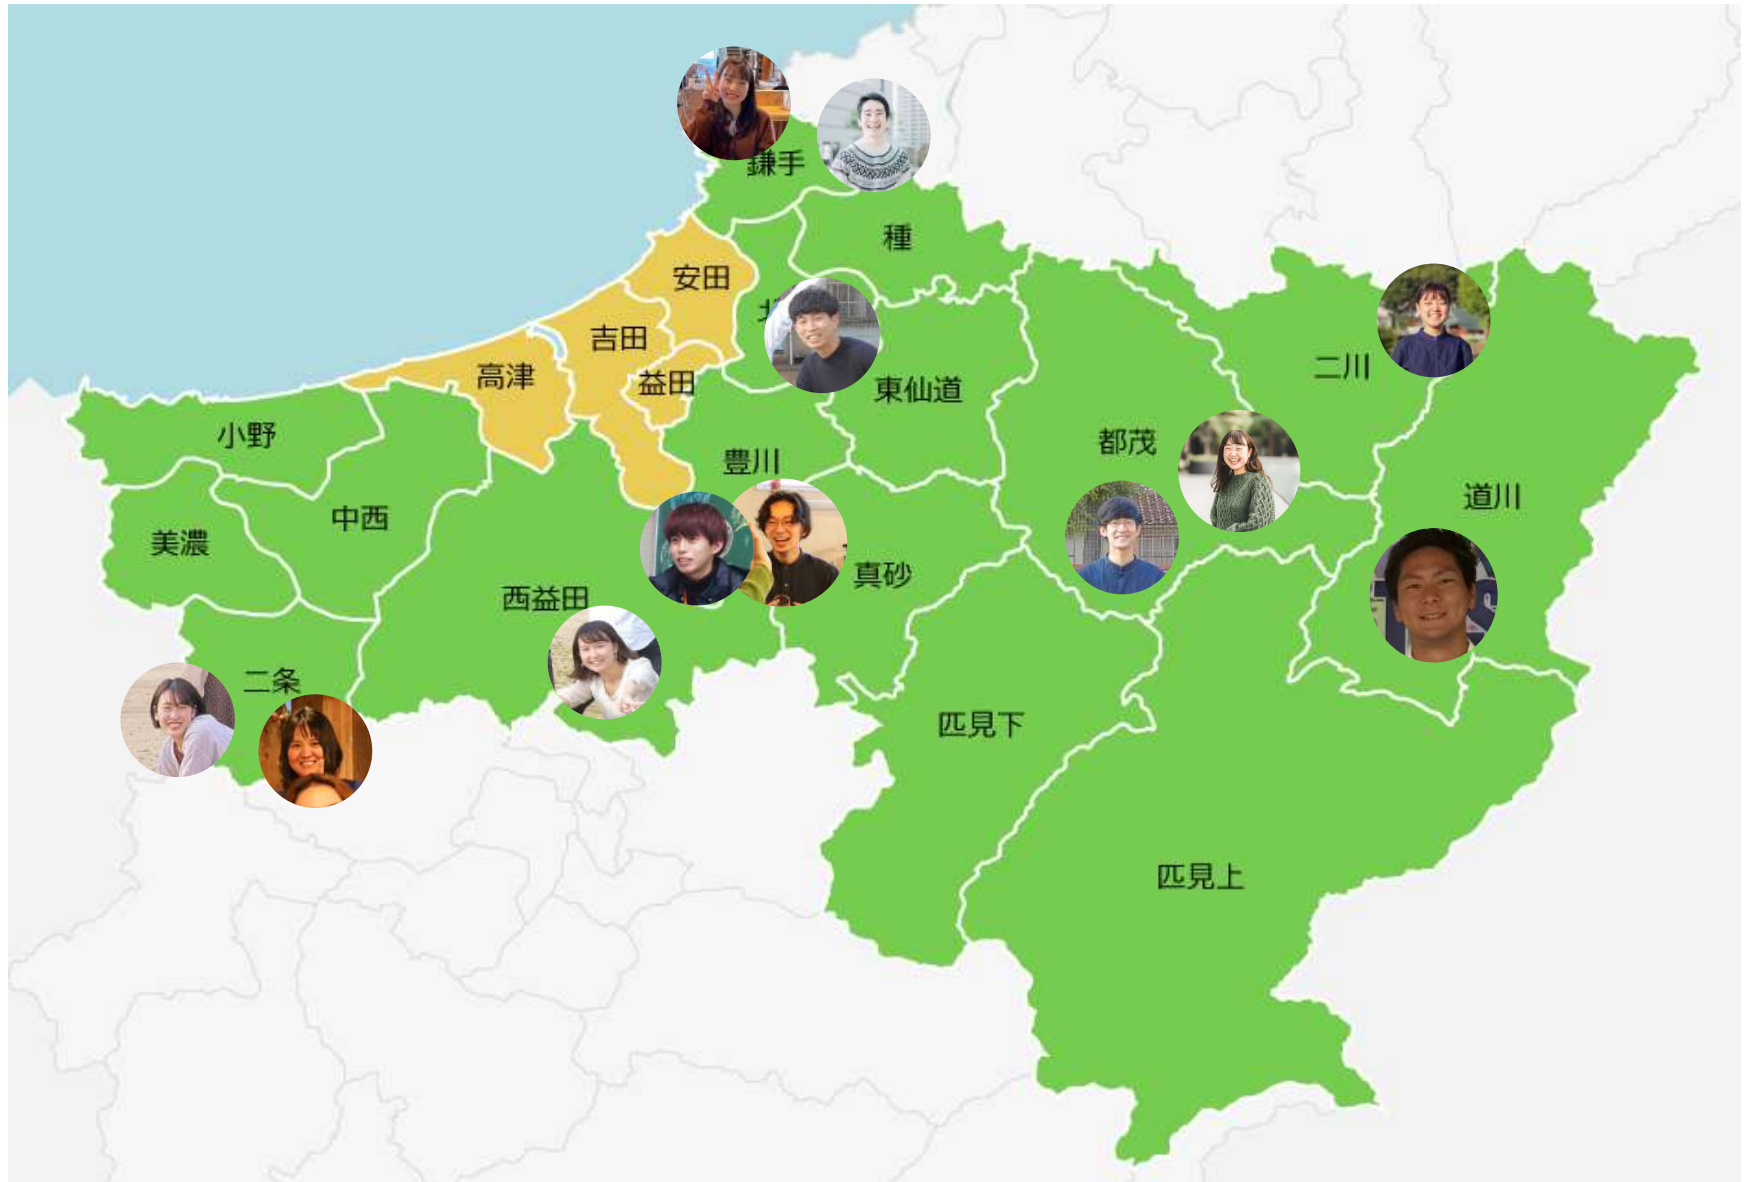 鎌手
種
安田
北
吉田
二川
高津
益田
東仙道
小野
都茂
豊川
道川
中西
美濃
真砂
西益田
二条
匹見下
匹見上